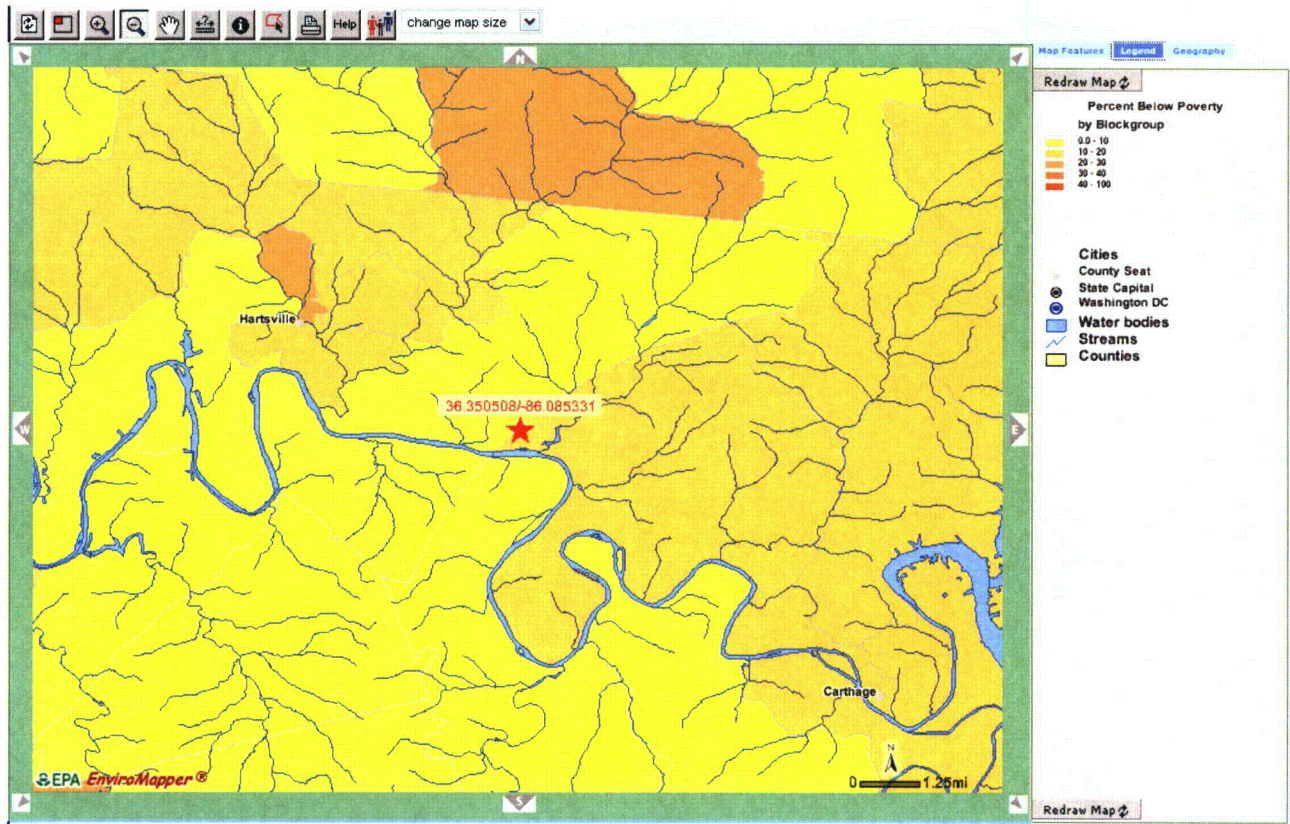 Help
change map size
Map Features Legend Geography
N
Redraw Map
Percent Below Poverty
by Blockgroup
0.0 - 10
10 - 20
20 - 30
30 - 40
40 - 100
Cities
County Seat
State Capital
Washington DC
Water bodies
Streams
Counties
Hartsville
36.350508/-86.085331
W
E
Carthage
N
EPA EnviroMapper ®
0 1.25mi
S
Redraw Map